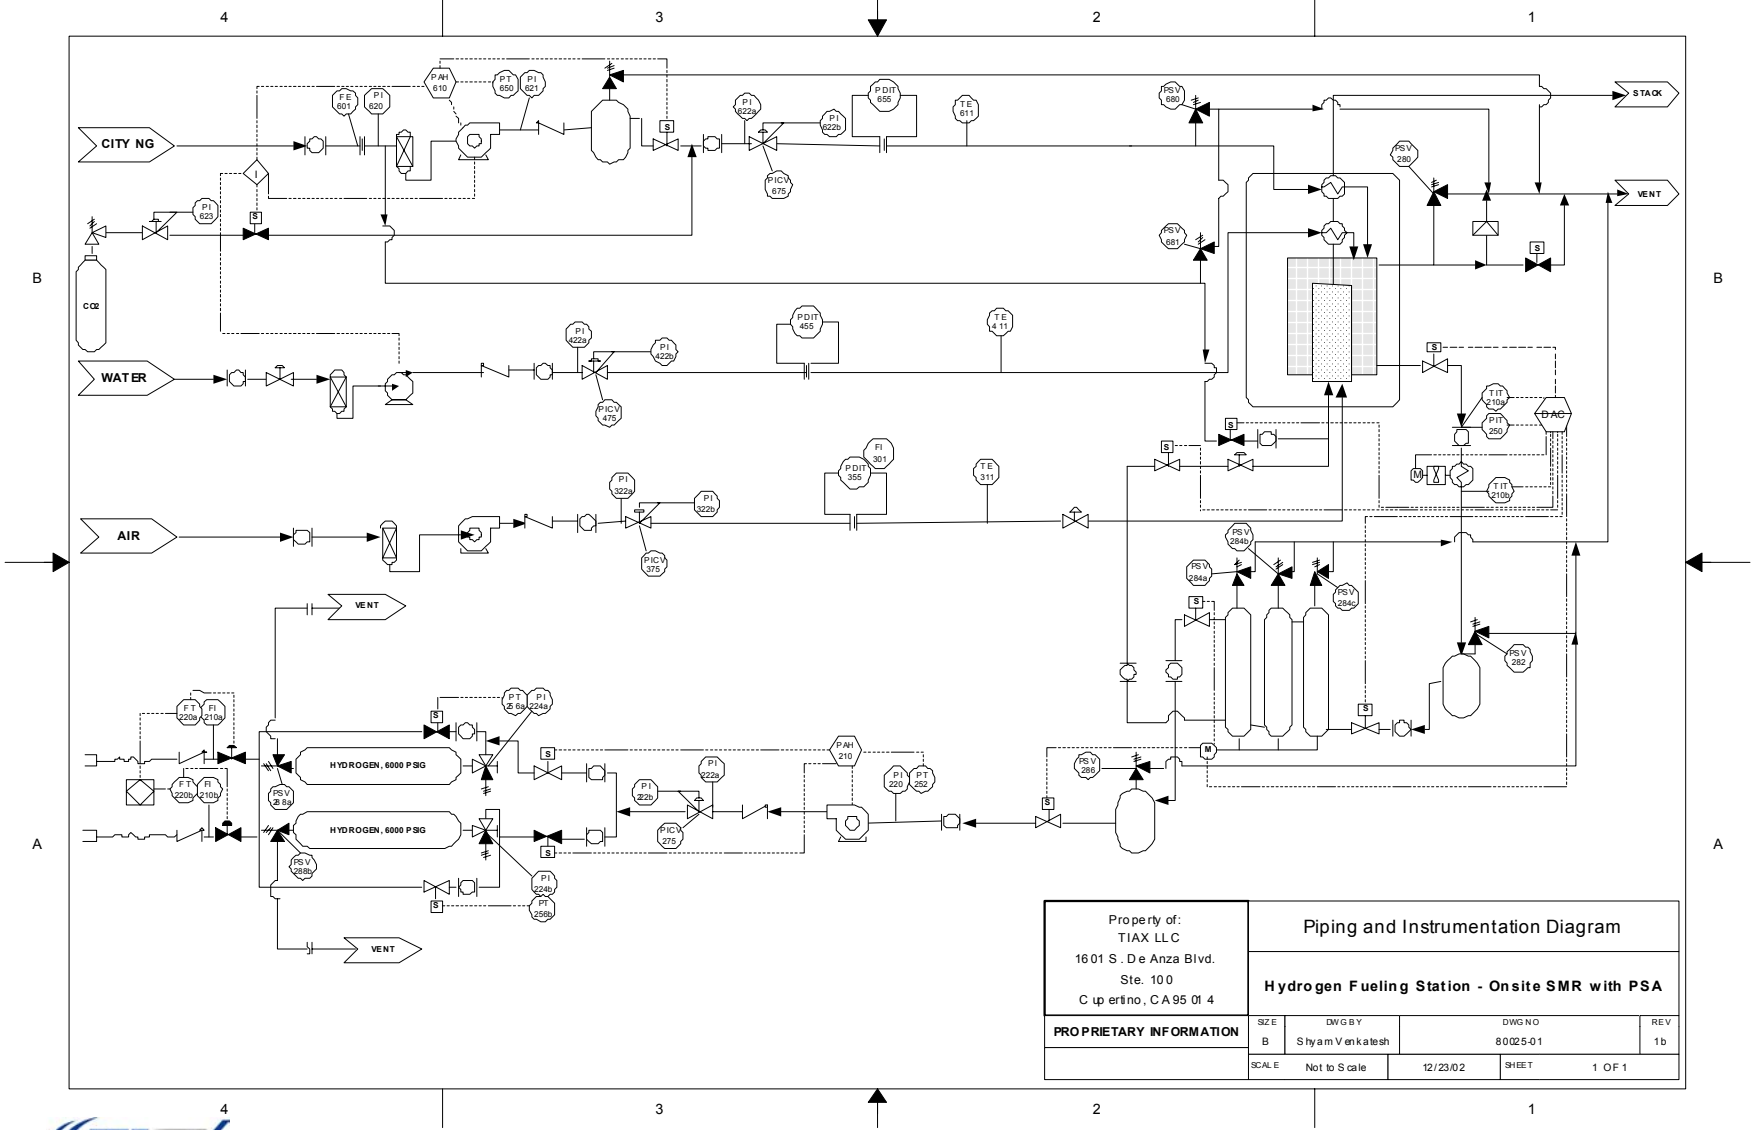 4
3
2
1
PAH
610
PT
650
PI
621
FE
601
PI
620
CITY NG
S
PI
622a
PI
622b
PICV
675
PDIT
655
TE
611
PSV
680
STACK
PSV
280
VENT
I
PI
623
S
PSV
681
S
B
B
CO2
WATER
PI
422a
PI
422b
PICV
475
PDIT
455
TE
411
S
TIT
210a
PIT
250
DAC
S
S
M
TIT
210b
AIR
PI
322a
PI
322b
PICV
375
FI
301
PDIT
355
TE
311
PSV
284b
PSV
284a
PSV
284c
S
VENT
PSV
282
FT
220a
FI
210a
S
PT
256a
PI
224a
S
HYDROGEN, 6000 PSIG
PSV
288a
FT
220b
FI
210b
HYDROGEN, 6000 PSIG
PSV
288b
S
S
PI
224b
PT
256b
PI
222a
PI
222b
PICV
275
PAH
210
PI
220
PT
252
S
PSV
286
M
S
A
A
VENT
Property of:
TIAX LLC
1601 S. De Anza Blvd.
Ste. 100
Cupertino, CA 95014
PROPRIETARY INFORMATION
Piping and Instrumentation Diagram
Hydrogen Fueling Station - Onsite SMR with PSA
SIZE
DWG BY
DWG NO
REV
B
Shyam Venkatesh
80025-01
1b
SCALE
Not to Scale
12/23/02
SHEET
1 OF 1
4
3
2
1